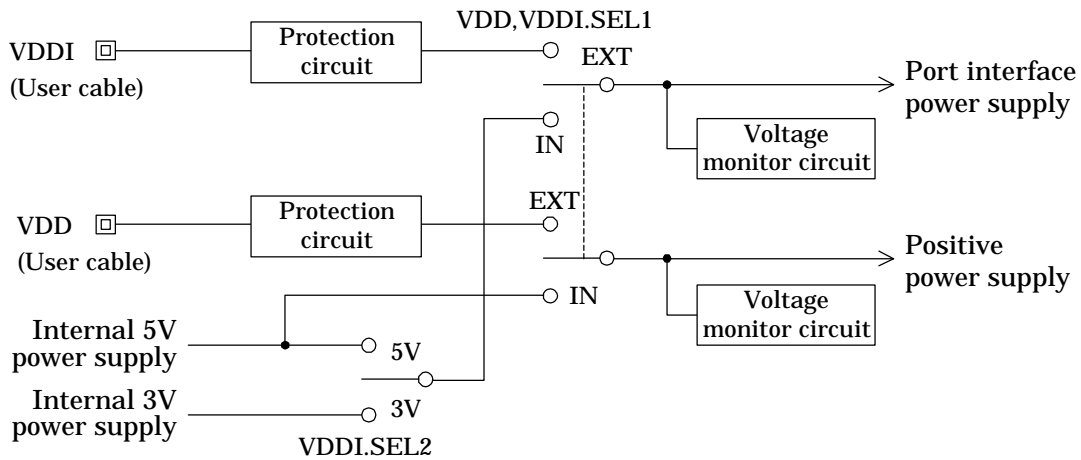 VDD,VDDI.SEL1
VDDI
(User cable)
Protection
circuit
EXT
Port interface
power supply
IN
Voltage
monitor circuit
VDD
(User cable)
Protection
circuit
EXT
Positive
power supply
IN
Voltage
monitor circuit
Internal 5V
power supply
5V
Internal 3V
power supply
3V
VDDI.SEL2